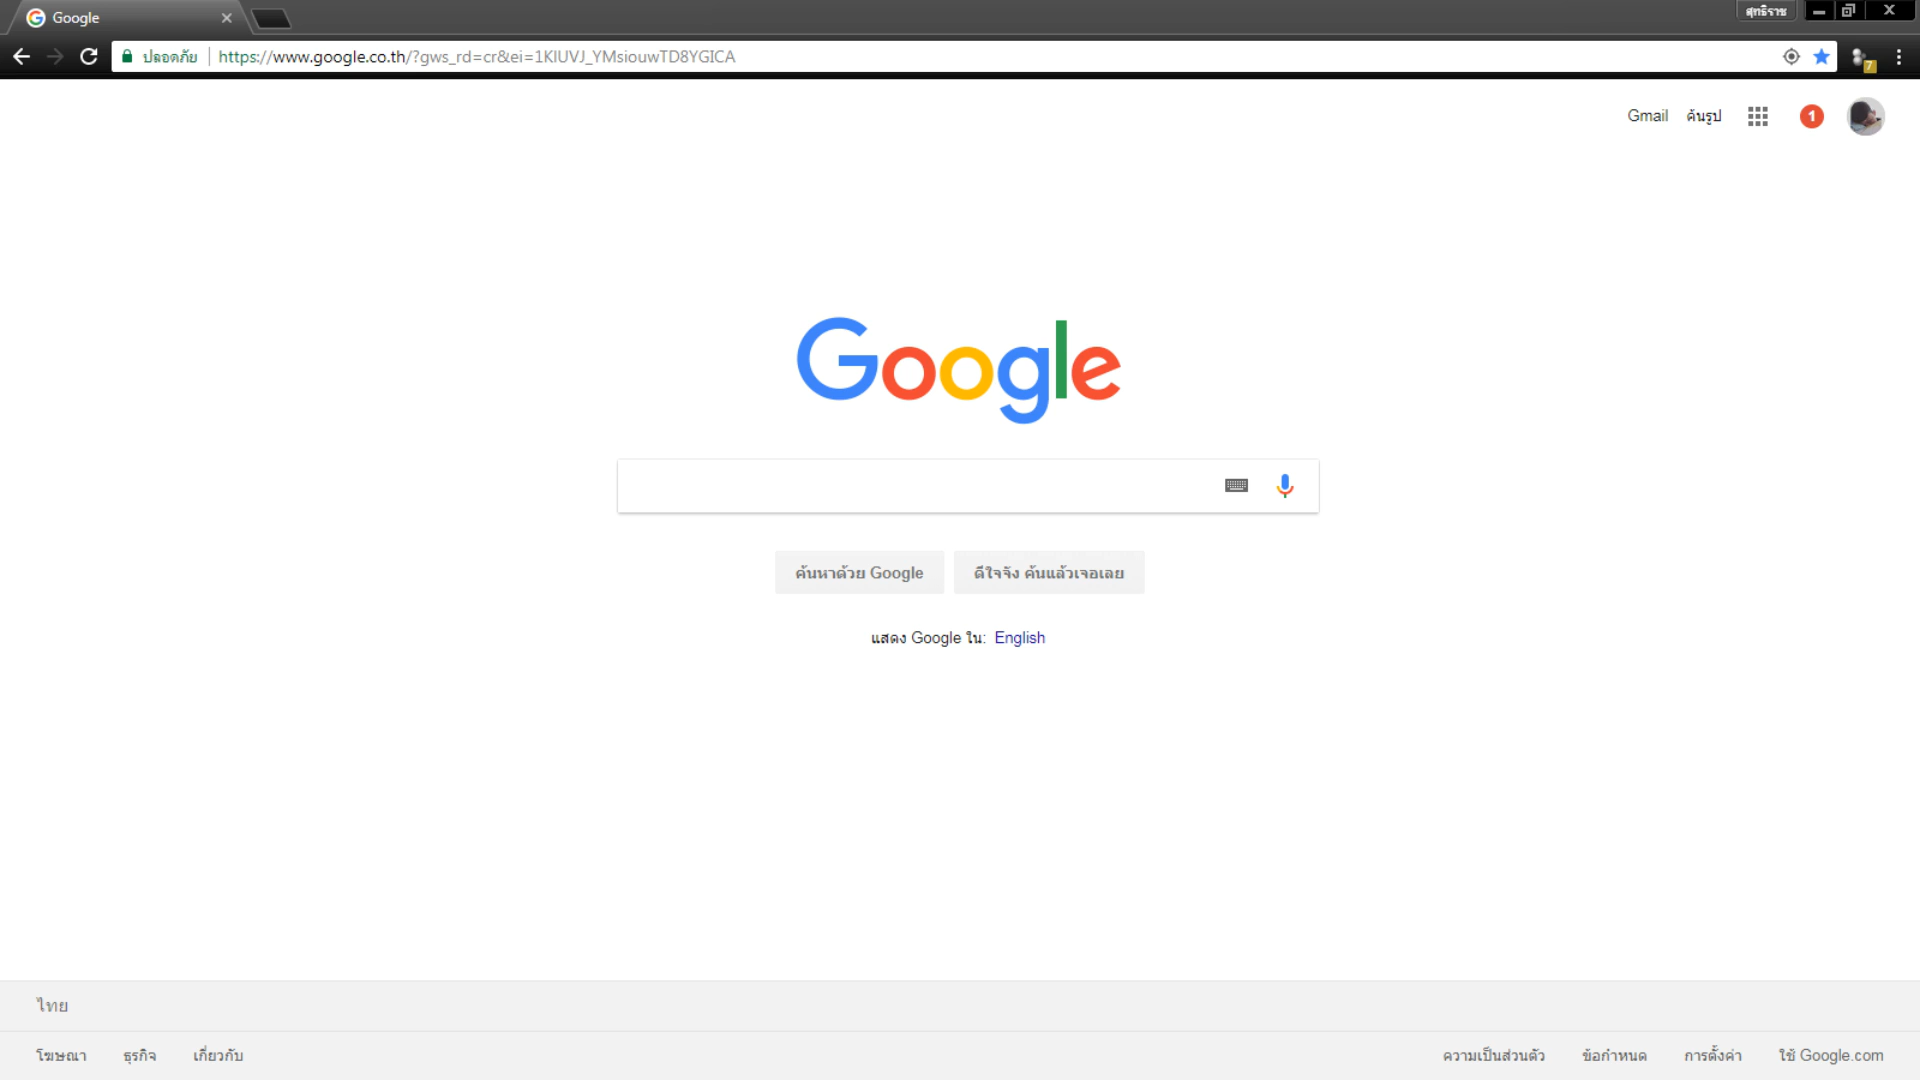 Google
สุทธิราช
ปลอดภัย https://www.google.co.th/?gws_rd=cr&ei=1KlUVJ_YMsiouwTD8YGICA
7
Gmail ค้นรูป 1
Google
ค้นหาด้วย Google ดีใจจัง ค้นแล้วเจอเลย
แสดง Google ใน: English
ไทย
โฆษณา ธุรกิจ เกี่ยวกับ ความเป็นส่วนตัว ข้อกำหนด การตั้งค่า ใช้ Google.com